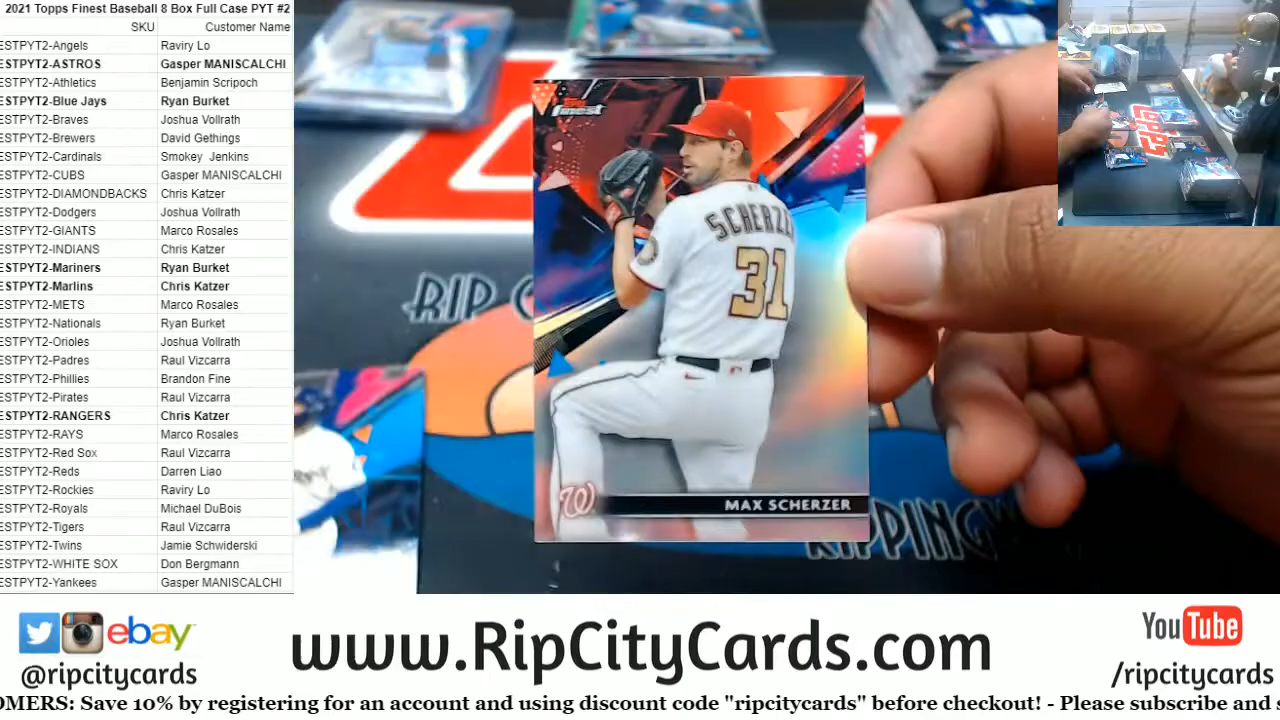 2021 Topps Finest Baseball 8 Box Full Case PYT #2
SKU Customer Name
ESTPYT2-Angels Raviry Lo
ESTPYT2-ASTROS Gasper MANISCALCHI
ESTPYT2-Athletics Benjamin Scripoch
ESTPYT2-Blue Jays Ryan Burket
ESTPYT2-Braves Joshua Vollrath
ESTPYT2-Brewers David Gethings
ESTPYT2-Cardinals Smokey Jenkins
ESTPYT2-CUBS Gasper MANISCALCHI
ESTPYT2-DIAMONDBACKS Chris Katzer
ESTPYT2-Dodgers Joshua Vollrath
ESTPYT2-GIANTS Marco Rosales
ESTPYT2-INDIANS Chris Katzer
ESTPYT2-Mariners Ryan Burket
ESTPYT2-Marlins Chris Katzer
ESTPYT2-METS Marco Rosales
ESTPYT2-Nationals Ryan Burket
ESTPYT2-Orioles Joshua Vollrath
ESTPYT2-Padres Raul Vizcarra
ESTPYT2-Phillies Brandon Fine
ESTPYT2-Pirates Raul Vizcarra
ESTPYT2-RANGERS Chris Katzer
ESTPYT2-RAYS Marco Rosales
ESTPYT2-Red Sox Raul Vizcarra
ESTPYT2-Reds Darren Liao
ESTPYT2-Rockies Raviry Lo
ESTPYT2-Royals Michael DuBois
ESTPYT2-Tigers Raul Vizcarra
ESTPYT2-Twins Jamie Schwiderski
ESTPYT2-WHITE SOX Don Bergmann
ESTPYT2-Yankees Gasper MANISCALCHI
Topps
finest
SCHERZE
31
W
MAX SCHERZER
RIP C
RIPPINGW
Topps
ebay
@ripcitycards
www.RipCityCards.com
YouTube
/ripcitycards
OMERS: Save 10% by registering for an account and using discount code "ripcitycards" before checkout! - Please subscribe and s